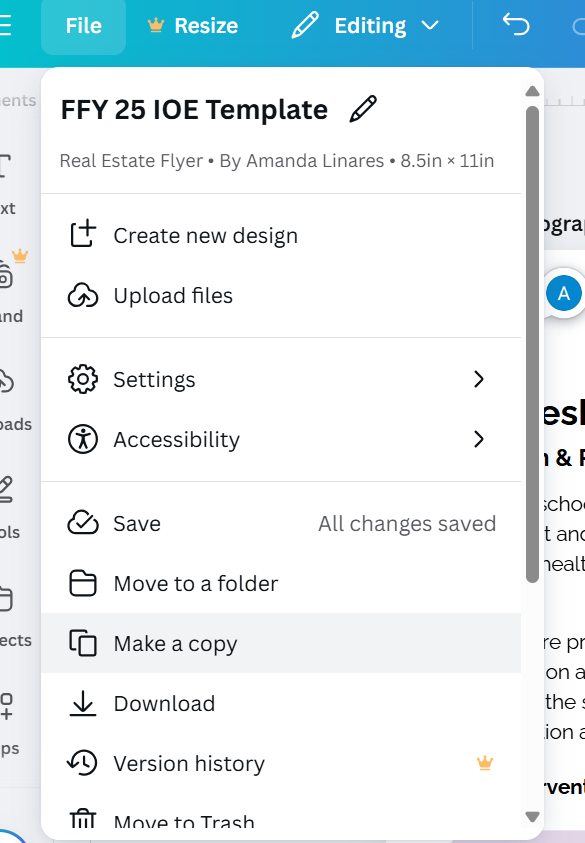 File Resize Editing
FFY 25 IOE Template
Real Estate Flyer • By Amanda Linares • 8.5in × 11in
Create new design
Upload files
A
Settings
Accessibility
Save All changes saved
Move to a folder
Make a copy
Download
Version history
Move to Trash